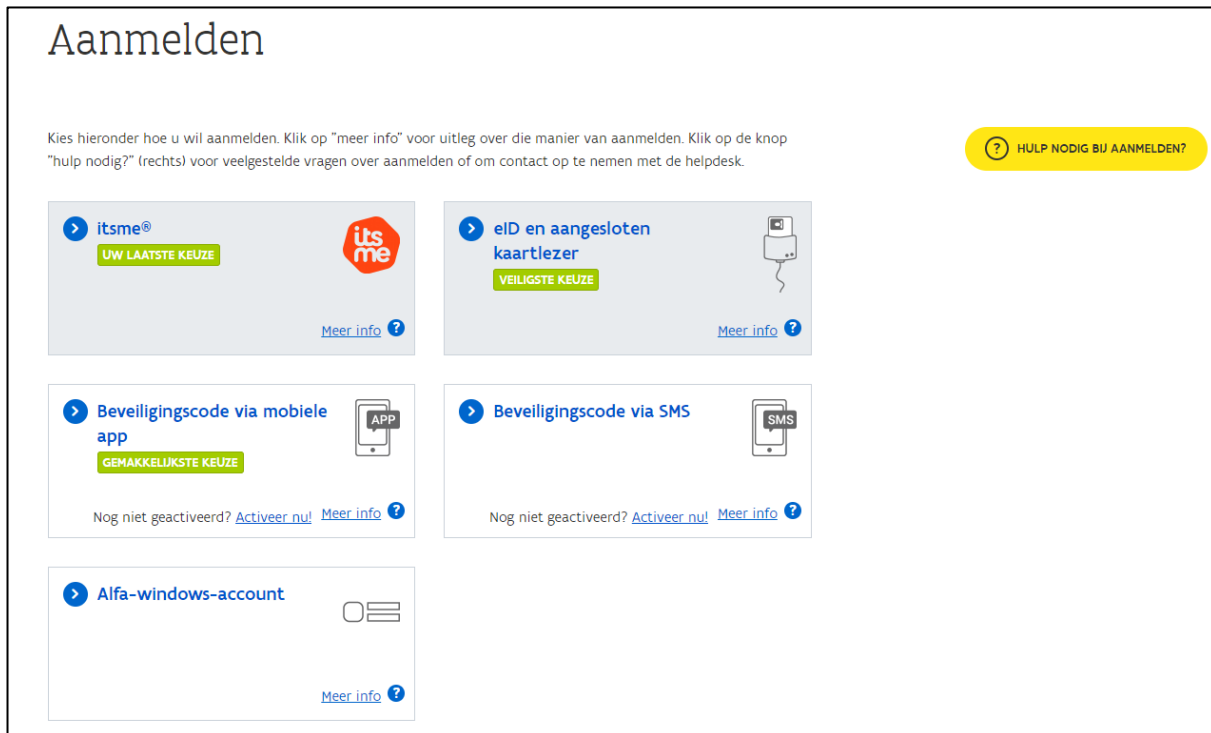 Aanmelden
Kies hieronder hoe u wil aanmelden. Klik op "meer info" voor uitleg over die manier van aanmelden. Klik op de knop
"hulp nodig?" (rechts) voor veelgestelde vragen over aanmelden of om contact op te nemen met de helpdesk.
? HULP NODIG BIJ AANMELDEN?
itsme®
UW LAATSTE KEUZE
its
me
Meer info ?
eID en aangesloten
kaartlezer
VEILIGSTE KEUZE
Meer info ?
Beveiligingscode via mobiele
app
GEMAKKELIJKSTE KEUZE
APP
Nog niet geactiveerd? Activeer nu! Meer info ?
Beveiligingscode via SMS
SMS
Nog niet geactiveerd? Activeer nu! Meer info ?
Alfa-windows-account
Meer info ?